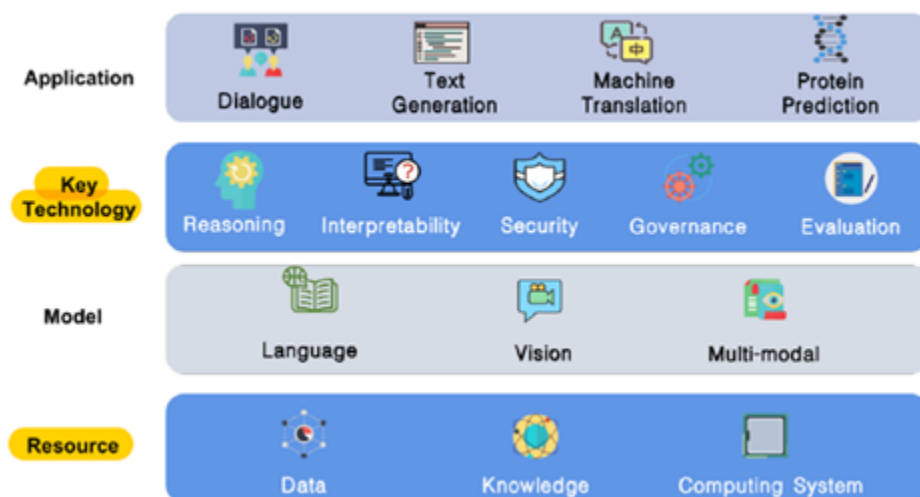 Application
Dialogue
Text
Generation
Machine
Translation
Protein
Prediction
Key
Technology
Reasoning
Interpretability
Security
Governance
Evaluation
Model
Language
Vision
Multi-modal
Resource
Data
Knowledge
Computing System